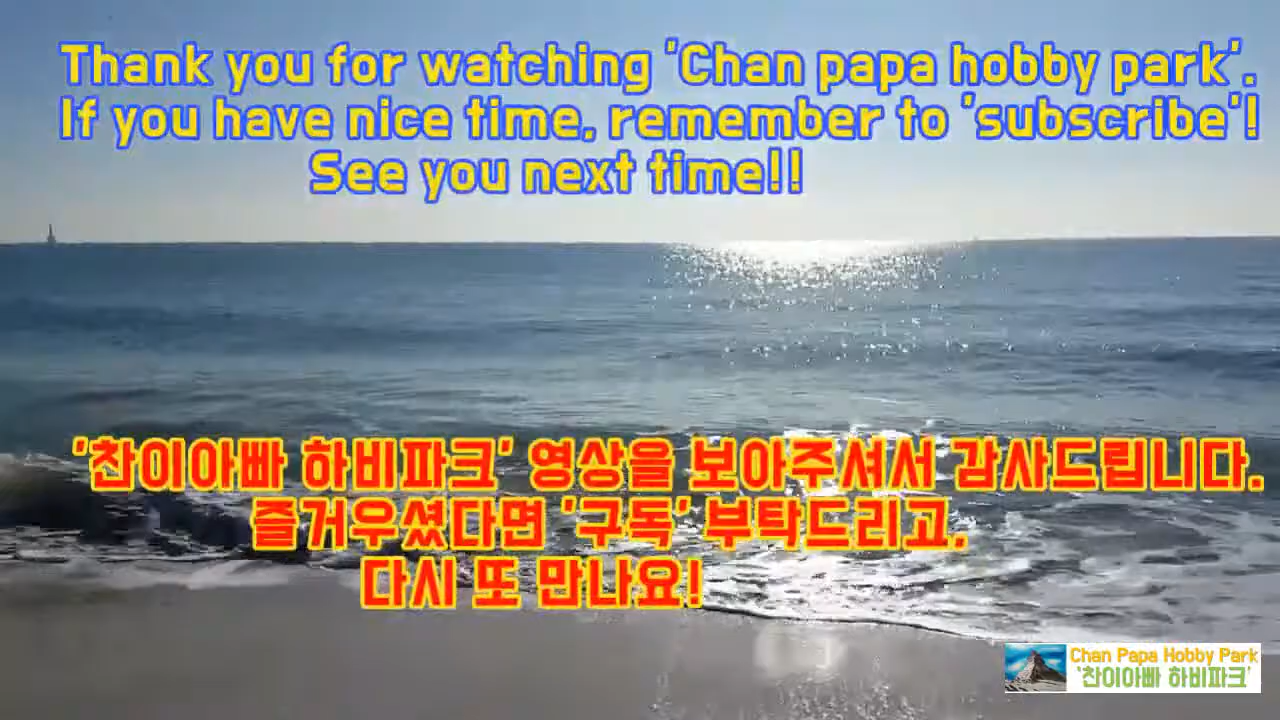 Thank you for watching 'Chan papa hobby park'.
If you have nice time, remember to 'subscribe'!
See you next time!!
'찬이아빠 하비파크' 영상을 보아주셔서 감사드립니다.
즐거우셨다면 '구독' 부탁드리고,
다시 또 만나요!
Chan Papa Hobby Park
'찬이아빠 하비파크'